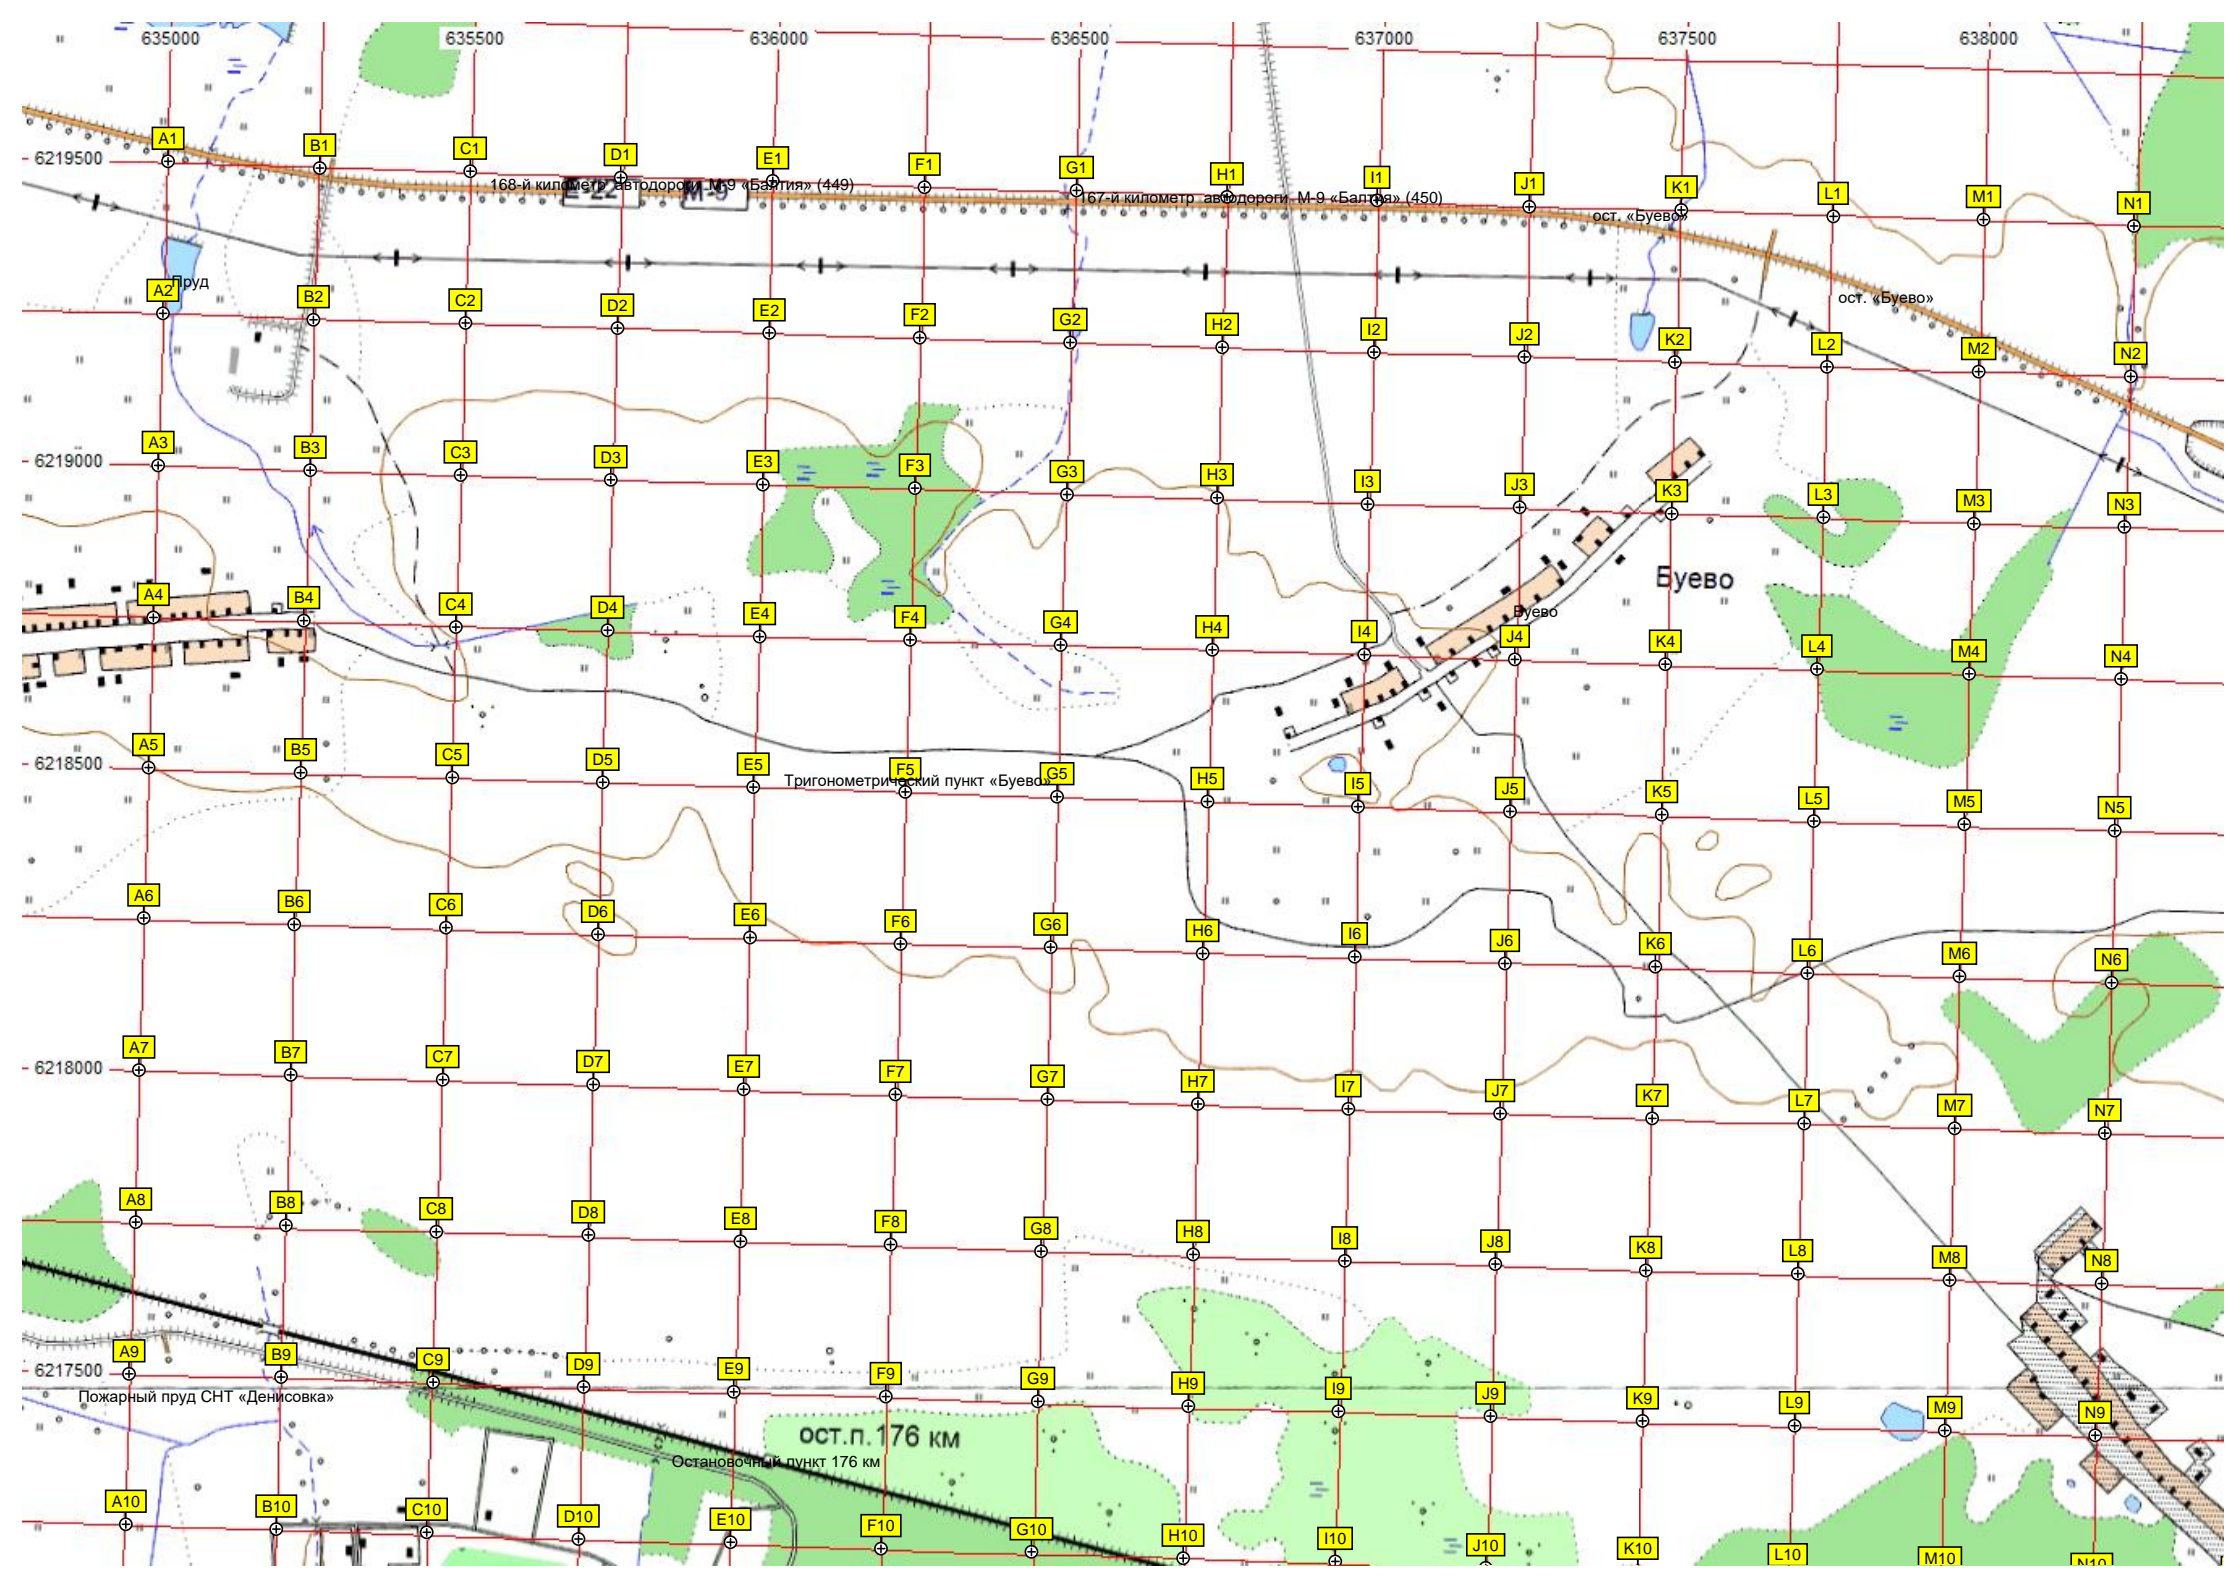 635000 635500 636000 636500 637000 637500 638000
6219500
A1 B1 C1 D1 E1 F1 G1 H1 I1 J1 K1 L1 M1 N1
168-й километр автодороги М-9 «Балтия» (449)
E-22 М-9
167-й километр автодороги М-9 «Балтия» (450)
ост. «Буево»
Пруд
ост. «Буево»
A2 B2 C2 D2 E2 F2 G2 H2 I2 J2 K2 L2 M2 N2
6219000
A3 B3 C3 D3 E3 F3 G3 H3 I3 J3 K3 L3 M3 N3
Буево
Буево
A4 B4 C4 D4 E4 F4 G4 H4 I4 J4 K4 L4 M4 N4
6218500
A5 B5 C5 D5 E5 F5 G5 H5 I5 J5 K5 L5 M5 N5
Тригонометрический пункт «Буево»
A6 B6 C6 D6 E6 F6 G6 H6 I6 J6 K6 L6 M6 N6
6218000
A7 B7 C7 D7 E7 F7 G7 H7 I7 J7 K7 L7 M7 N7
A8 B8 C8 D8 E8 F8 G8 H8 I8 J8 K8 L8 M8 N8
6217500
A9 B9 C9 D9 E9 F9 G9 H9 I9 J9 K9 L9 M9 N9
Пожарный пруд СНТ «Денисовка»
ост.п. 176 км
Остановочный пункт 176 км
A10 B10 C10 D10 E10 F10 G10 H10 I10 J10 K10 L10 M10 N10